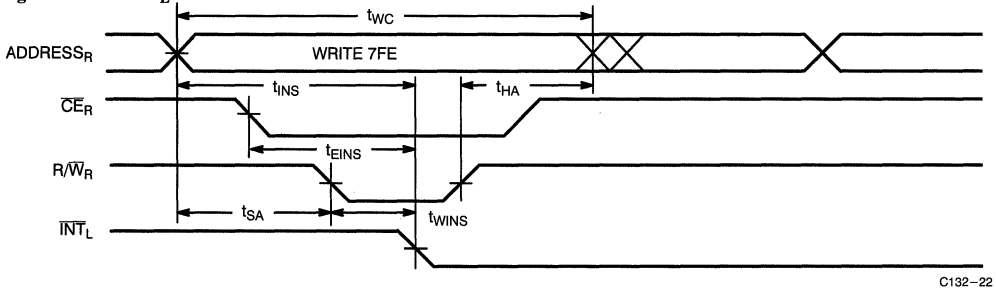 tWC
ADDRESSR
WRITE 7FE
tINS
tHA
CER
tEINS
R/WR
tSA
tWINS
INTL
C132-22